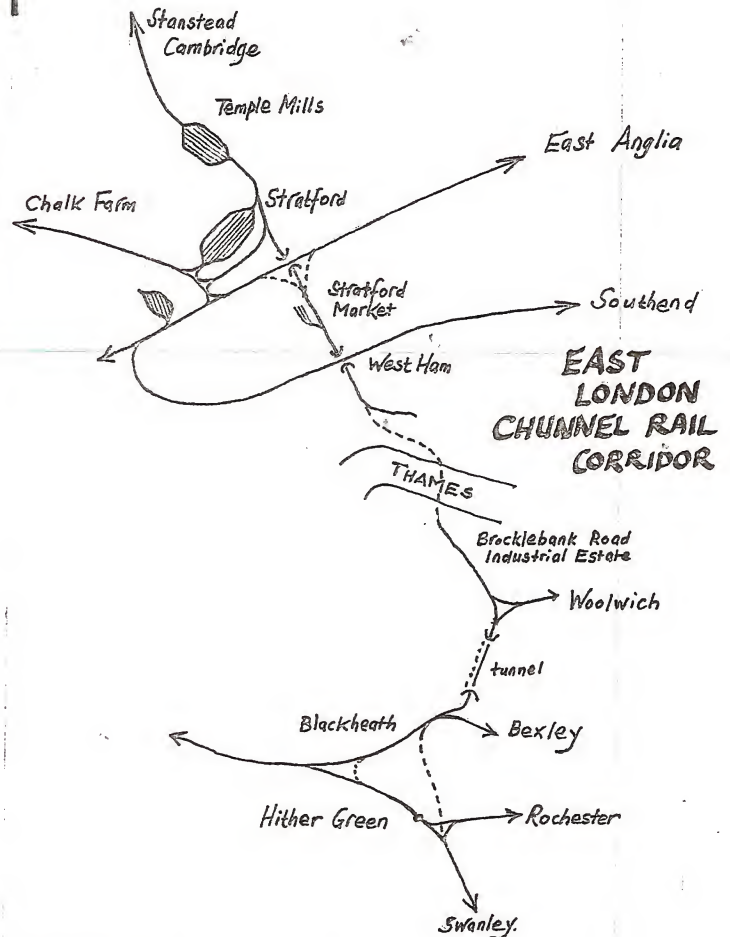 Stanstead
Cambridge
Temple Mills
East Anglia
Chalk Farm
Stratford
Stratford
Market
Southend
West Ham
EAST
LONDON
CHUNNEL RAIL
CORRIDOR
THAMES
Brocklebank Road
Industrial Estate
Woolwich
tunnel
Blackheath
Bexley
Hither Green
Rochester
Swanley.